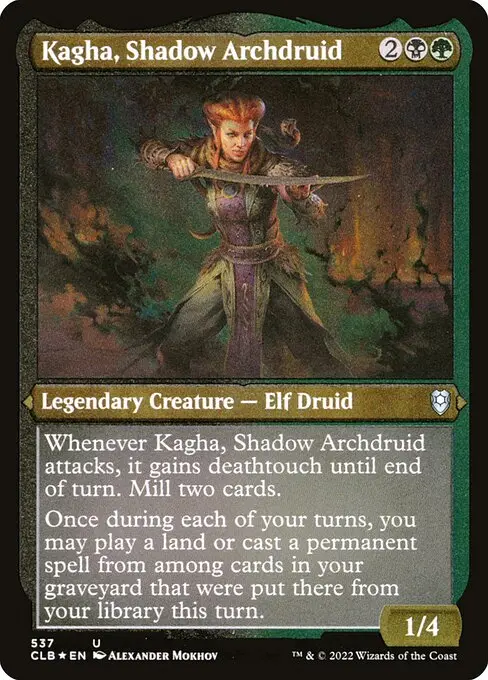 Kagha, Shadow Archdruid 2
Legendary Creature — Elf Druid
Whenever Kagha, Shadow Archdruid
attacks, it gains deathtouch until end
of turn. Mill two cards.
Once during each of your turns, you
may play a land or cast a permanent
spell from among cards in your
graveyard that were put there from
your library this turn.
1/4
537 U
CLB★EN Alexander Mokhov ™ & © 2022 Wizards of the Coast